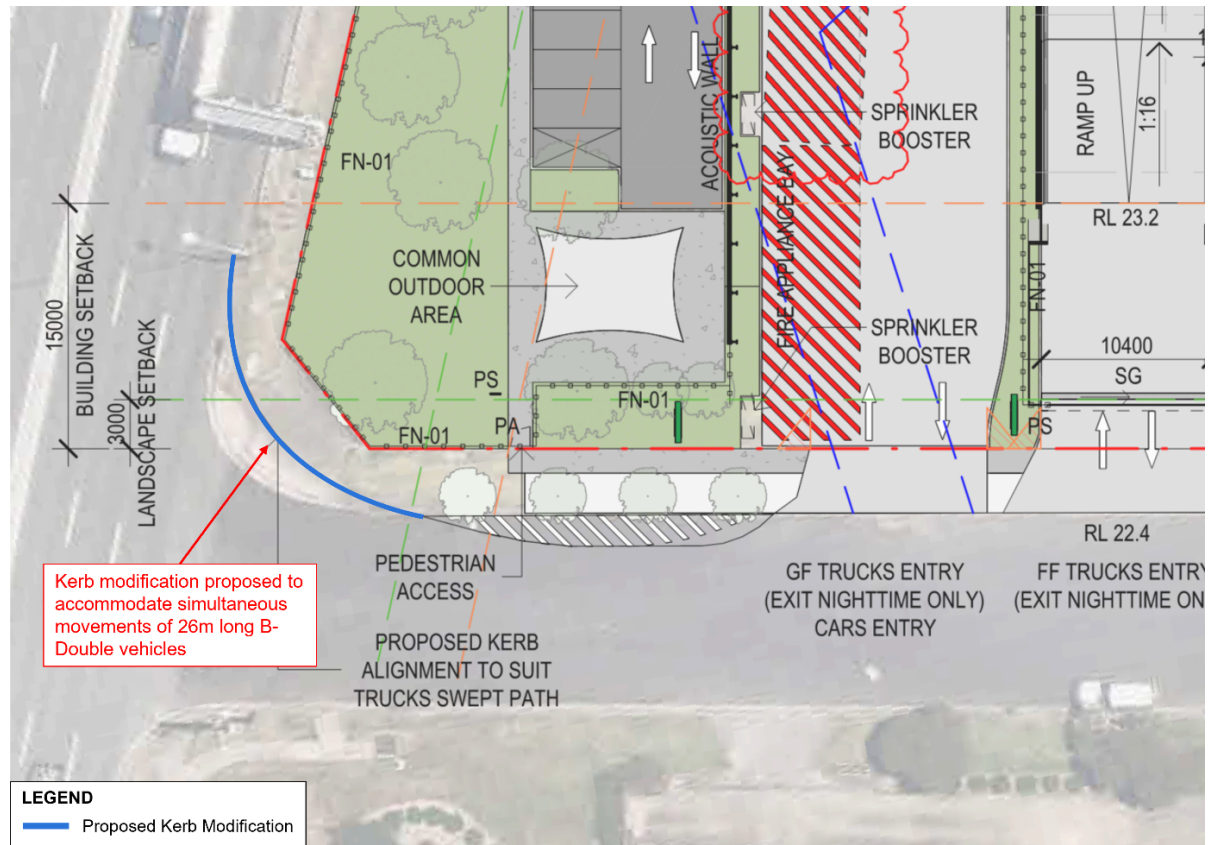 FN-01
ACOUSTIC WALL
SPRINKLER
BOOSTER
RAMP UP
1:16
1
RL 23.2
BUILDING SETBACK
15000
LANDSCAPE SETBACK
3000
COMMON
OUTDOOR
AREA
FIRE APPLIANCE BAY
SPRINKLER
BOOSTER
FN-01
10400
SG
PS
FN-01
FN-01
PA
PS
Kerb modification proposed to
accommodate simultaneous
movements of 26m long B-
Double vehicles
PEDESTRIAN
ACCESS
PROPOSED KERB
ALIGNMENT TO SUIT
TRUCKS SWEPT PATH
RL 22.4
GF TRUCKS ENTRY
(EXIT NIGHTTIME ONLY)
CARS ENTRY
FF TRUCKS ENTRY
(EXIT NIGHTTIME ON
LEGEND
Proposed Kerb Modification